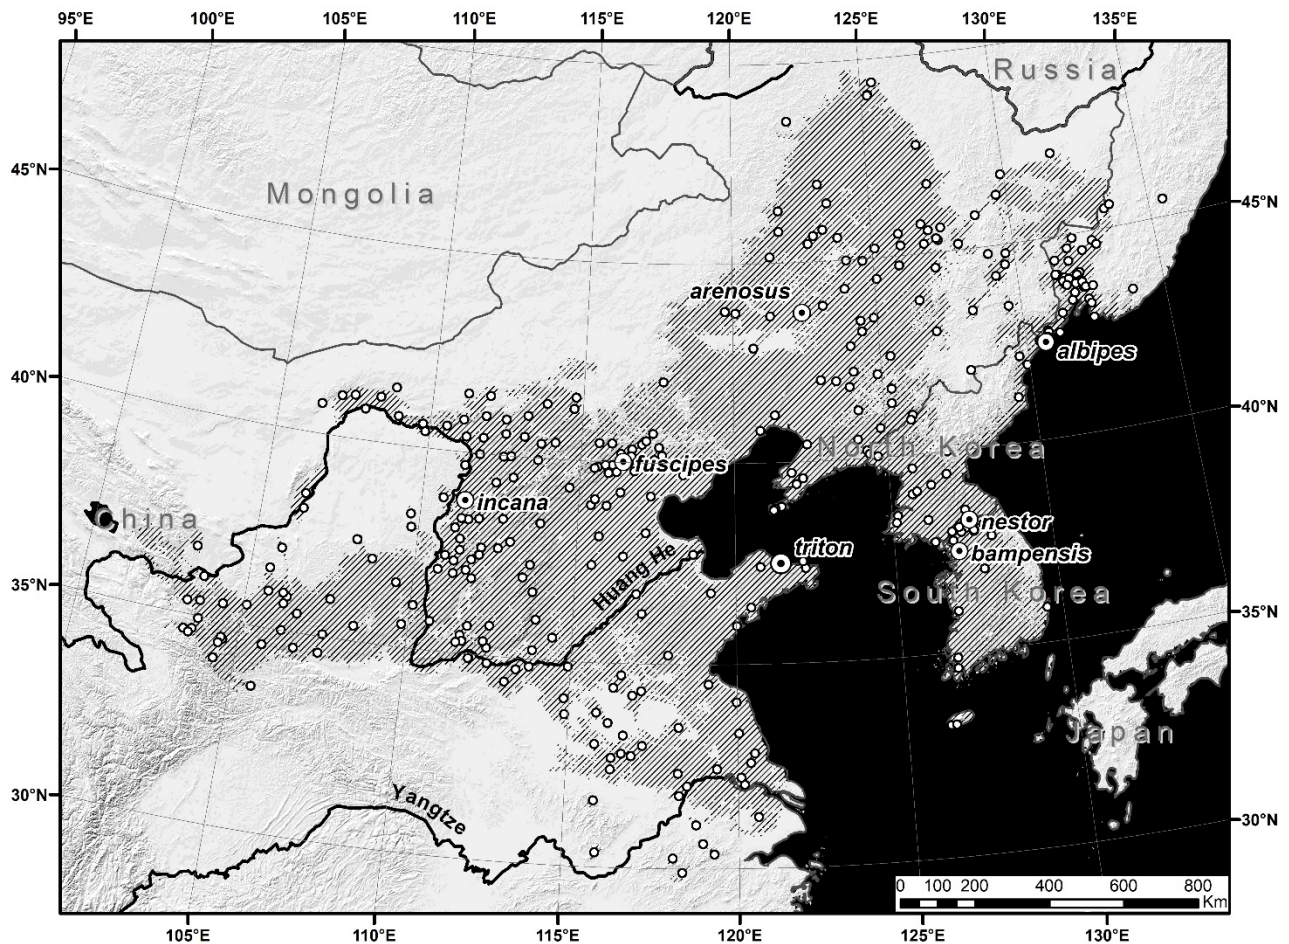 95°E 100°E 105°E 110°E 115°E 120°E 125°E 130°E 135°E
Russia
45°N
Mongolia
45°N
arenosus
albipes
40°N
40°N
North Korea
fuscipes
incana
China
nestor
triton
bampensis
Huang He
35°N
South Korea
35°N
Japan
30°N
Yangtze
30°N
0 100 200 400 600 800
Km
105°E 110°E 115°E 120°E 125°E 130°E